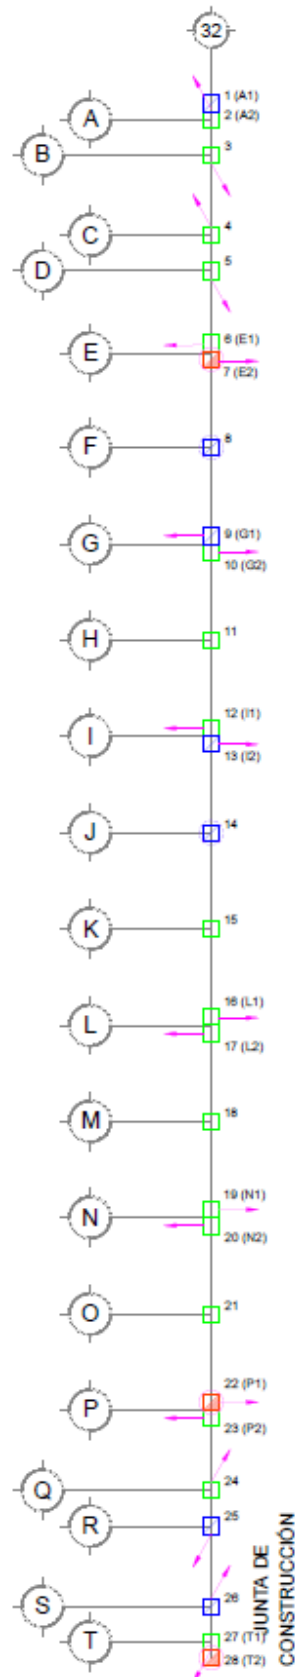 32
1 (A1)
A
2 (A2)
B
3
C
4
D
5
6 (E1)
E
7 (E2)
F
8
9 (G1)
G
10 (G2)
H
11
12 (I1)
I
13 (I2)
J
14
K
15
16 (L1)
L
17 (L2)
M
18
19 (N1)
N
20 (N2)
O
21
22 (P1)
P
23 (P2)
Q
24
R
25
S
26
T
27 (T1)
28 (T2)
JUNTA DE
CONSTRUCCIÓN